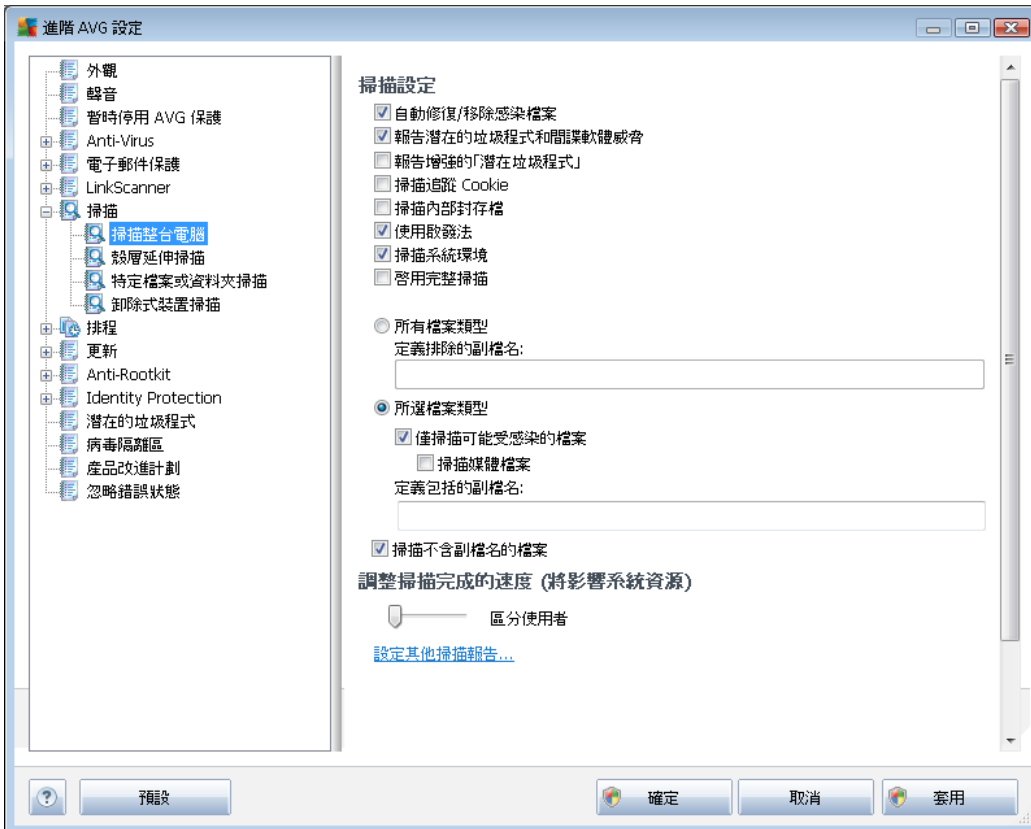 進階 AVG 設定
外觀
聲音
暫時停用 AVG 保護
Anti-Virus
電子郵件保護
LinkScanner
掃描
掃描整台電腦
殼層延伸掃描
特定檔案或資料夾掃描
卸除式裝置掃描
排程
更新
Anti-Rootkit
Identity Protection
潛在的垃圾程式
病毒隔離區
產品改進計劃
忽略錯誤狀態
掃描設定
自動修復/移除感染檔案
報告潛在的垃圾程式和間諜軟體威脅
報告增強的「潛在垃圾程式」
掃描追蹤 Cookie
掃描內部封存檔
使用啟發法
掃描系統環境
啓用完整掃描
所有檔案類型
定義排除的副檔名:
所選檔案類型
僅掃描可能受感染的檔案
掃描媒體檔案
定義包括的副檔名:
掃描不含副檔名的檔案
調整掃描完成的速度 (將影響系統資源)
區分使用者
設定其他掃描報告...
?
預設
確定
取消
套用